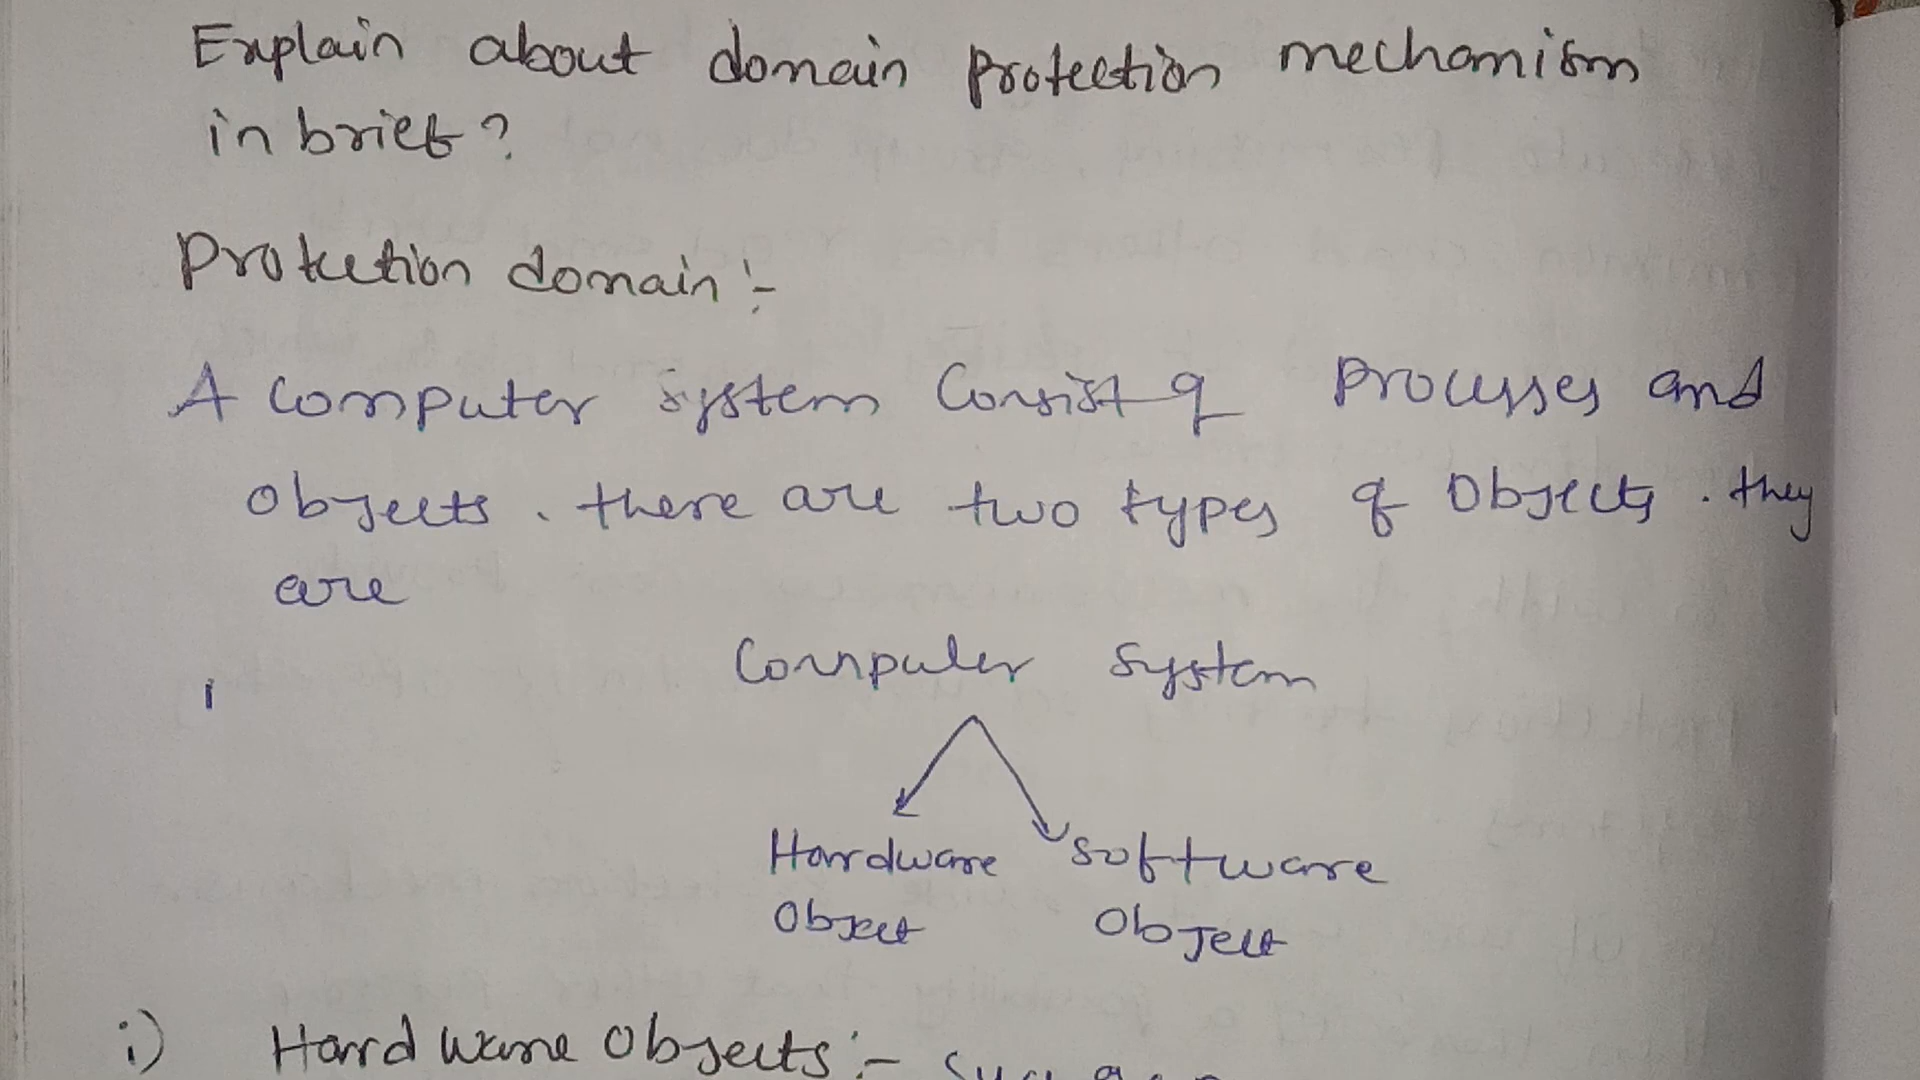 Explain about domain protection mechanism
in brief?
Protection domain :-
A computer system Consist of Processes and
Objects. there are two types of Objects. they
are
Computer System
Hardware Software
Object Object
i) Hardware Objects :-